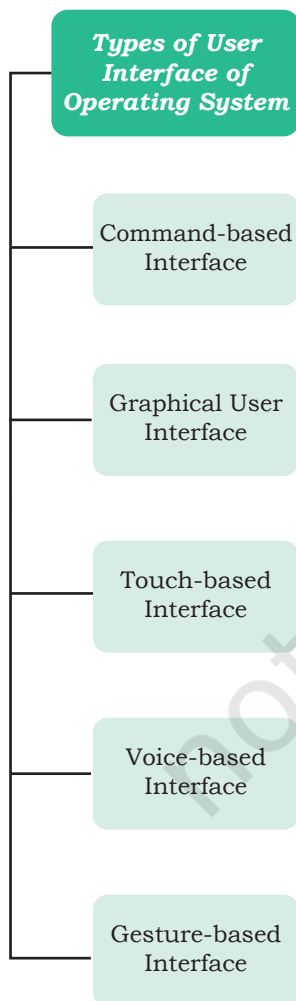 Types of User
Interface of
Operating System
Command-based
Interface
Graphical User
Interface
Touch-based
Interface
Voice-based
Interface
Gesture-based
Interface
not